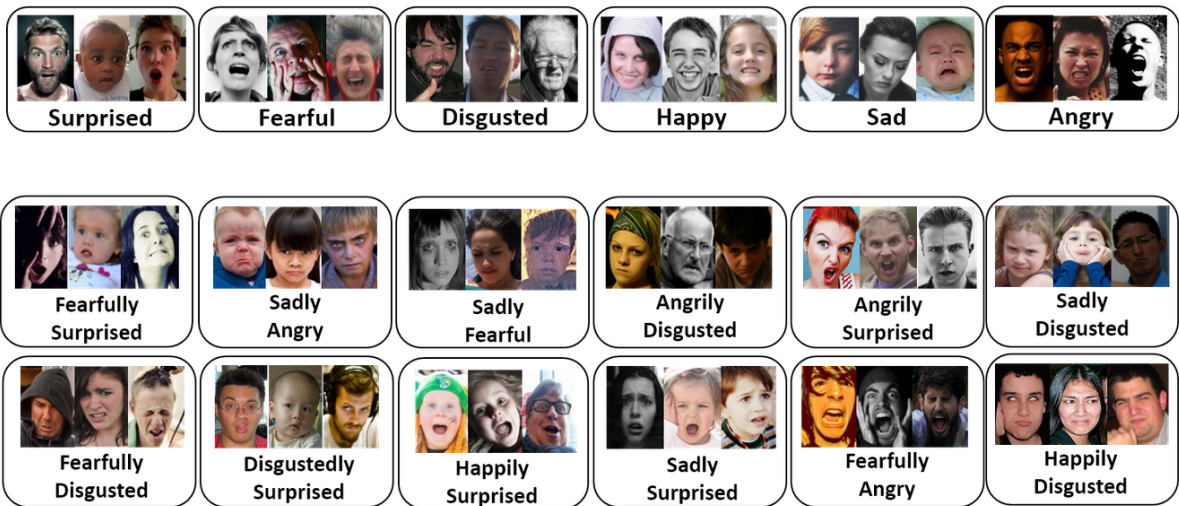 Surprised
Fearful
Disgusted
Happy
Sad
Angry
Fearfully
Surprised
Sadly
Angry
Sadly
Fearful
Angrily
Disgusted
Angrily
Surprised
Sadly
Disgusted
Fearfully
Disgusted
Disgustedly
Surprised
Happily
Surprised
Sadly
Surprised
Fearfully
Angry
Happily
Disgusted